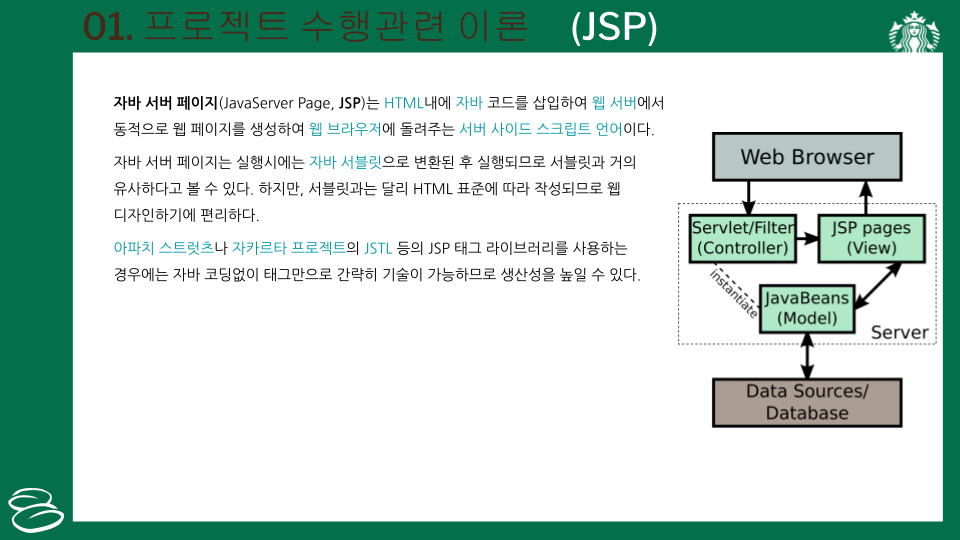 01. 프로젝트 수행관련 이론 (JSP)
자바 서버 페이지(JavaServer Page, JSP)는 HTML내에 자바 코드를 삽입하여 웹 서버에서
동적으로 웹 페이지를 생성하여 웹 브라우저에 돌려주는 서버 사이드 스크립트 언어이다.
자바 서버 페이지는 실행시에는 자바 서블릿으로 변환된 후 실행되므로 서블릿과 거의
유사하다고 볼 수 있다. 하지만, 서블릿과는 달리 HTML 표준에 따라 작성되므로 웹
디자인하기에 편리하다.
아파치 스트럿츠나 자카르타 프로젝트의 JSTL 등의 JSP 태그 라이브러리를 사용하는
경우에는 자바 코딩없이 태그만으로 간략히 기술이 가능하므로 생산성을 높일 수 있다.
Web Browser
Servlet/Filter
(Controller)
JSP pages
(View)
instantiate
JavaBeans
(Model)
Server
Data Sources/
Database